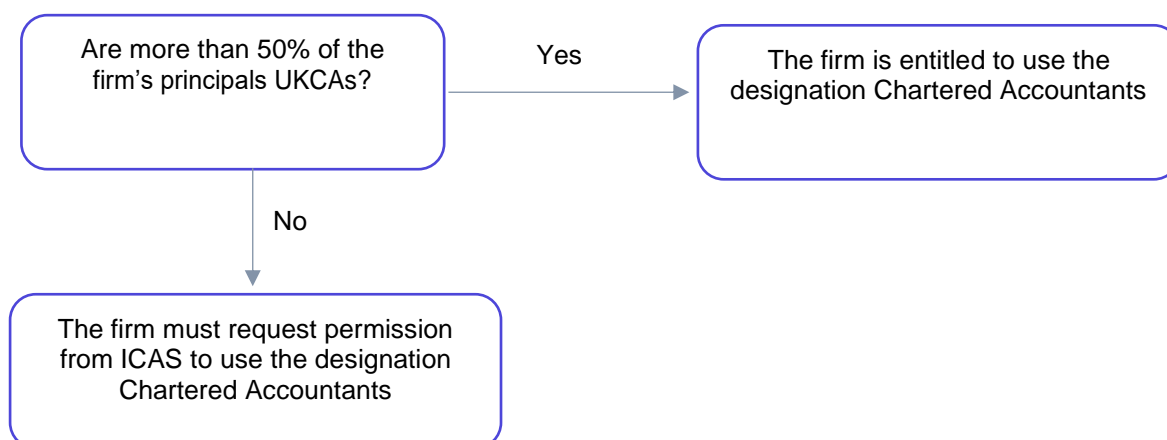 Are more than 50% of the
firm’s principals UKCAs?
Yes
The firm is entitled to use the
designation Chartered Accountants
No
The firm must request permission
from ICAS to use the designation
Chartered Accountants